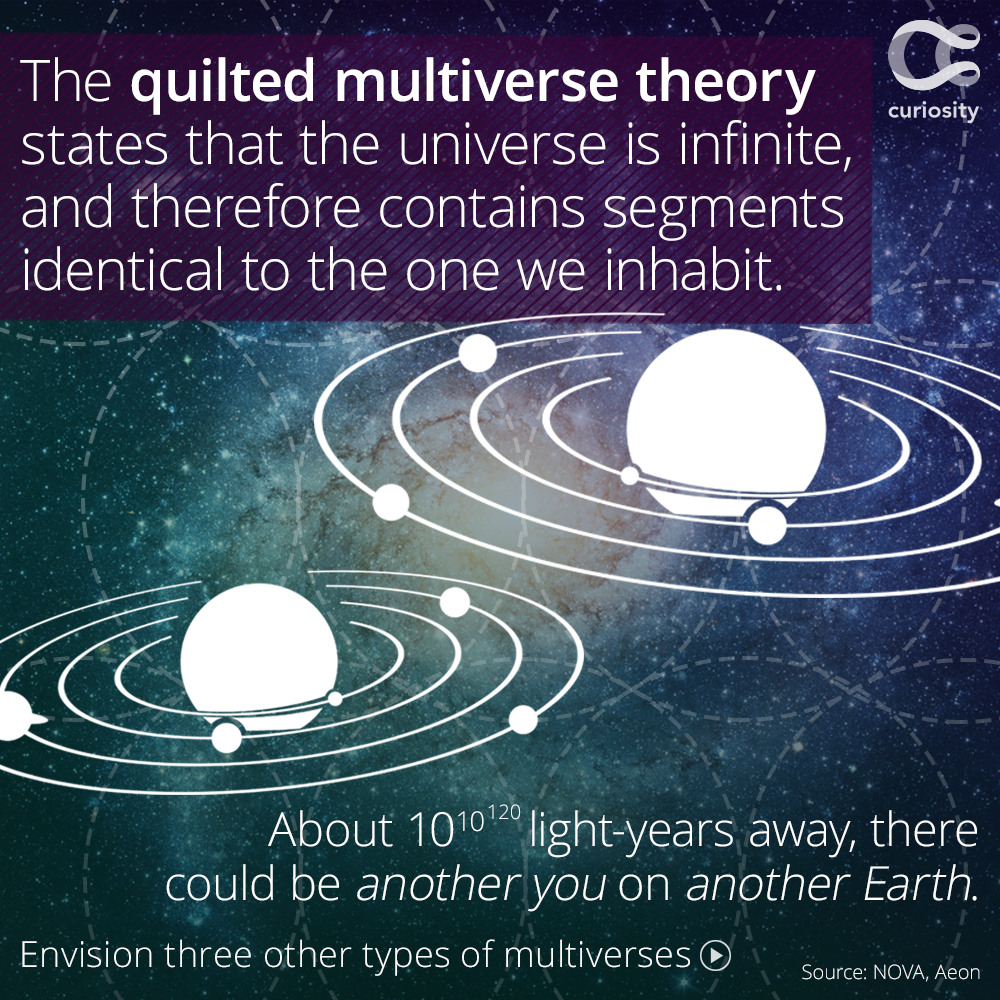 The quilted multiverse theory
states that the universe is infinite,
and therefore contains segments
identical to the one we inhabit.
curiosity
About 10^10^120 light-years away, there
could be another you on another Earth.
Envision three other types of multiverses
Source: NOVA, Aeon